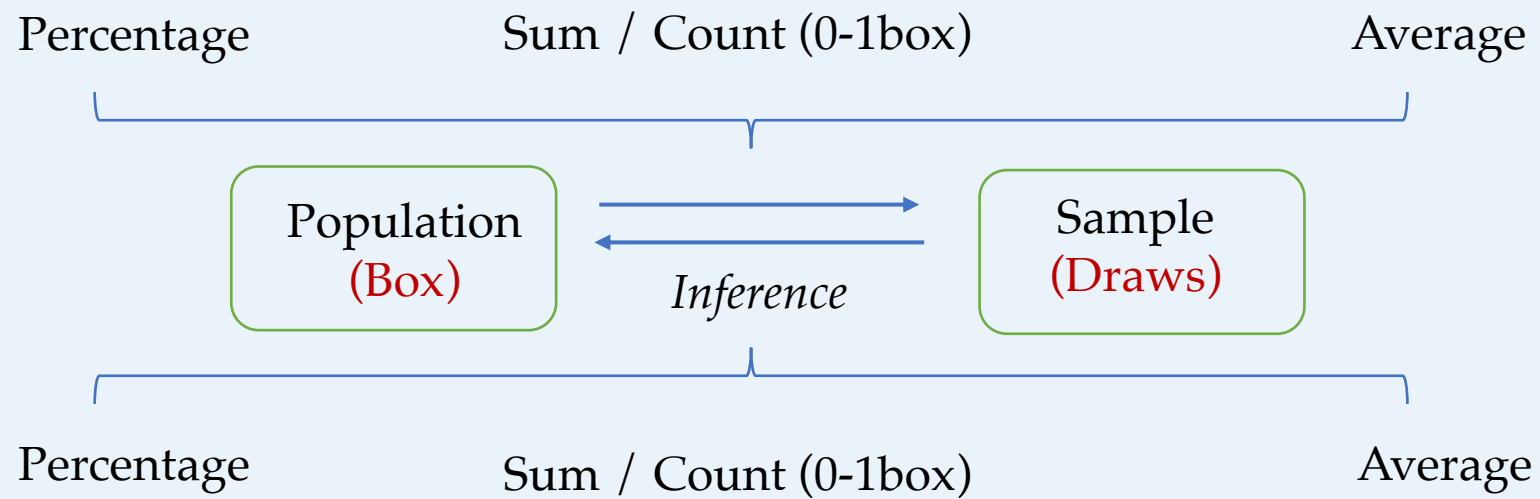 Percentage Sum / Count (0-1box) Average
Population Sample
(Box) (Draws)
Inference
Percentage Sum / Count (0-1box) Average